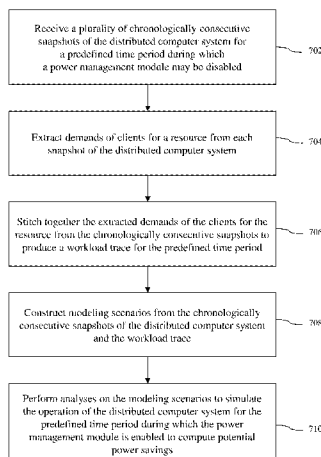 Receive a plurality of chronologically consecutive
snapshots of the distributed computer system for
a predefined time period during which
a power management module may be disabled
702
Extract demands of clients for a resource from each
snapshot of the distributed computer system
704
Stitch together the extracted demands of the clients for the
resource from the chronologically consecutive snapshots to
produce a workload trace for the predefined time period
706
Construct modeling scenarios from the chronologically
consecutive snapshots of the distributed computer system
and the workload trace
708
Perform analyses on the modeling scenarios to simulate
the operation of the distributed computer system for the
predefined time period during which the power
management module is enabled to compute potential
power savings
710